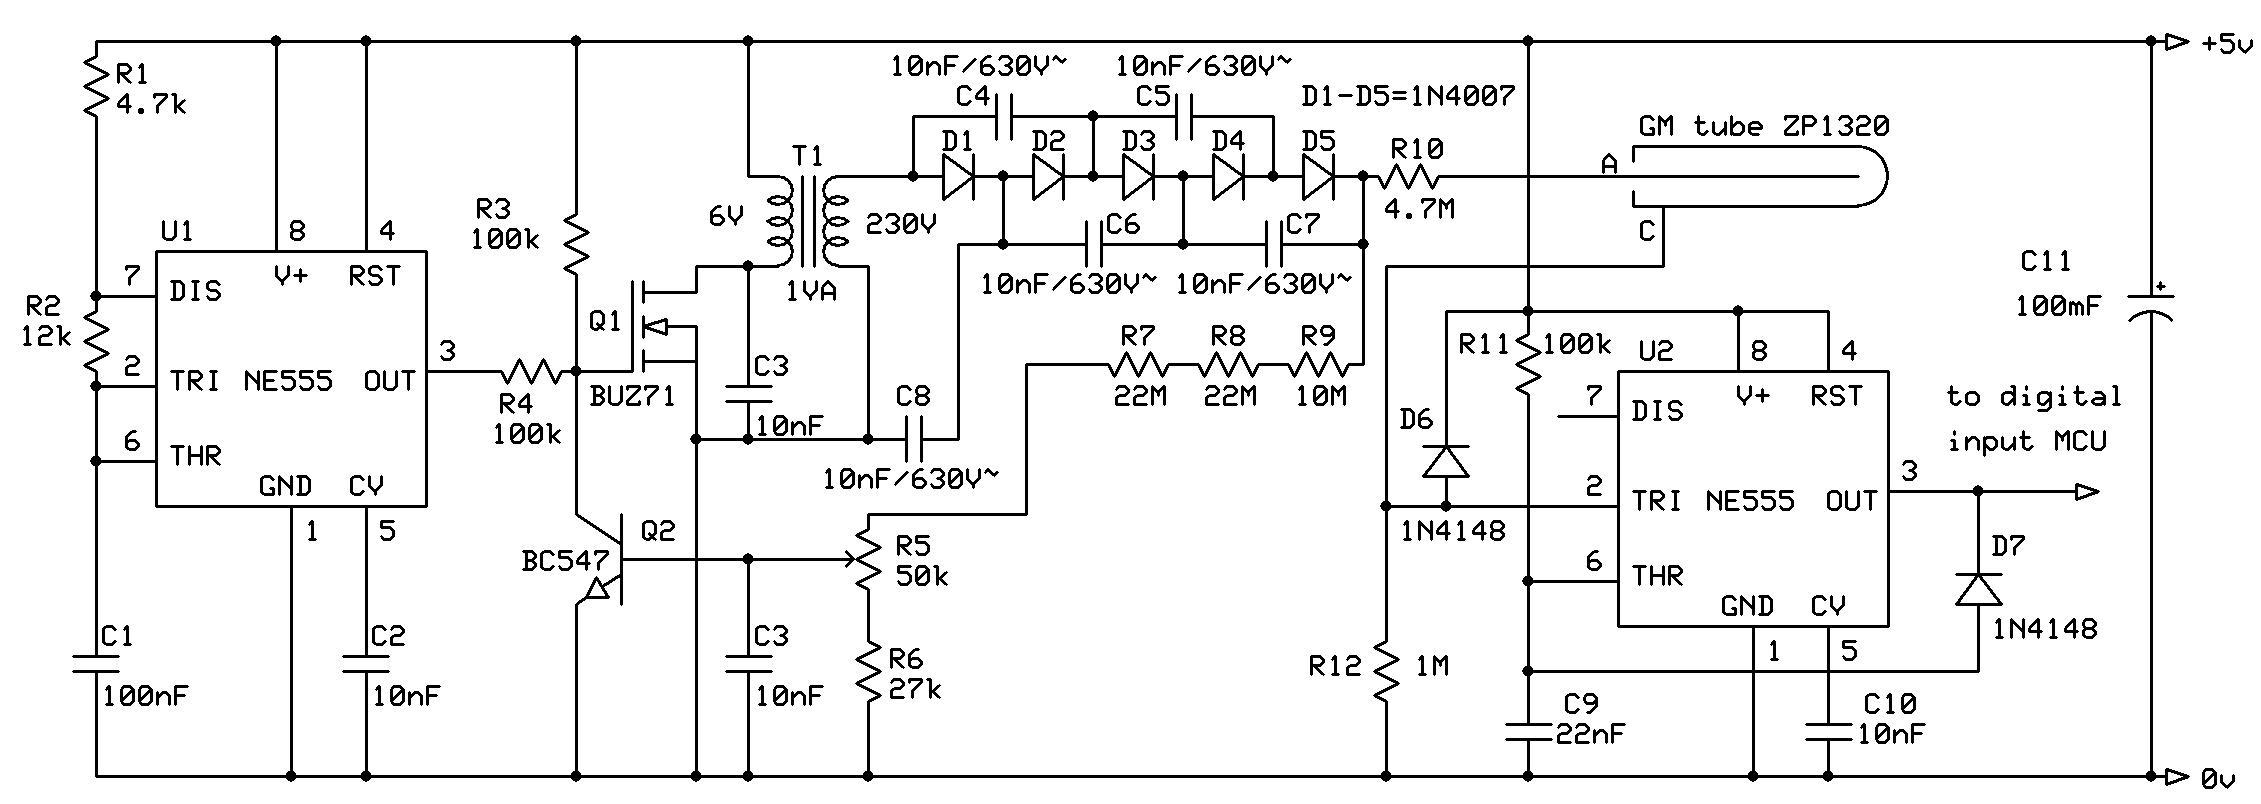 +5v
10nF/630V~
10nF/630V~
R1
4.7k
C4
C5
D1-D5=1N4007
GM tube ZP1320
D1
D2
D3
D4
D5
R10
T1
A
R3
100k
6V
230V
4.7M
U1
8
4
C6
C7
C
7
V+
RST
C11
100mF
+
DIS
1VA
10nF/630V~
10nF/630V~
R2
12k
Q1
R7
R8
R9
R11
100k
U2
8
4
3
2
TRI
NE555
OUT
C3
BUZ71
22M
22M
10M
7
V+
RST
to digital
input MCU
R4
100k
C8
DIS
D6
10nF
6
THR
10nF/630V~
3
GND
CV
2
TRI
NE555
OUT
1
5
Q2
BC547
R5
50k
1N4148
D7
6
THR
GND
CV
1N4148
C1
C2
C3
R6
27k
R12
1M
1
5
100nF
10nF
10nF
C9
22nF
C10
10nF
0v